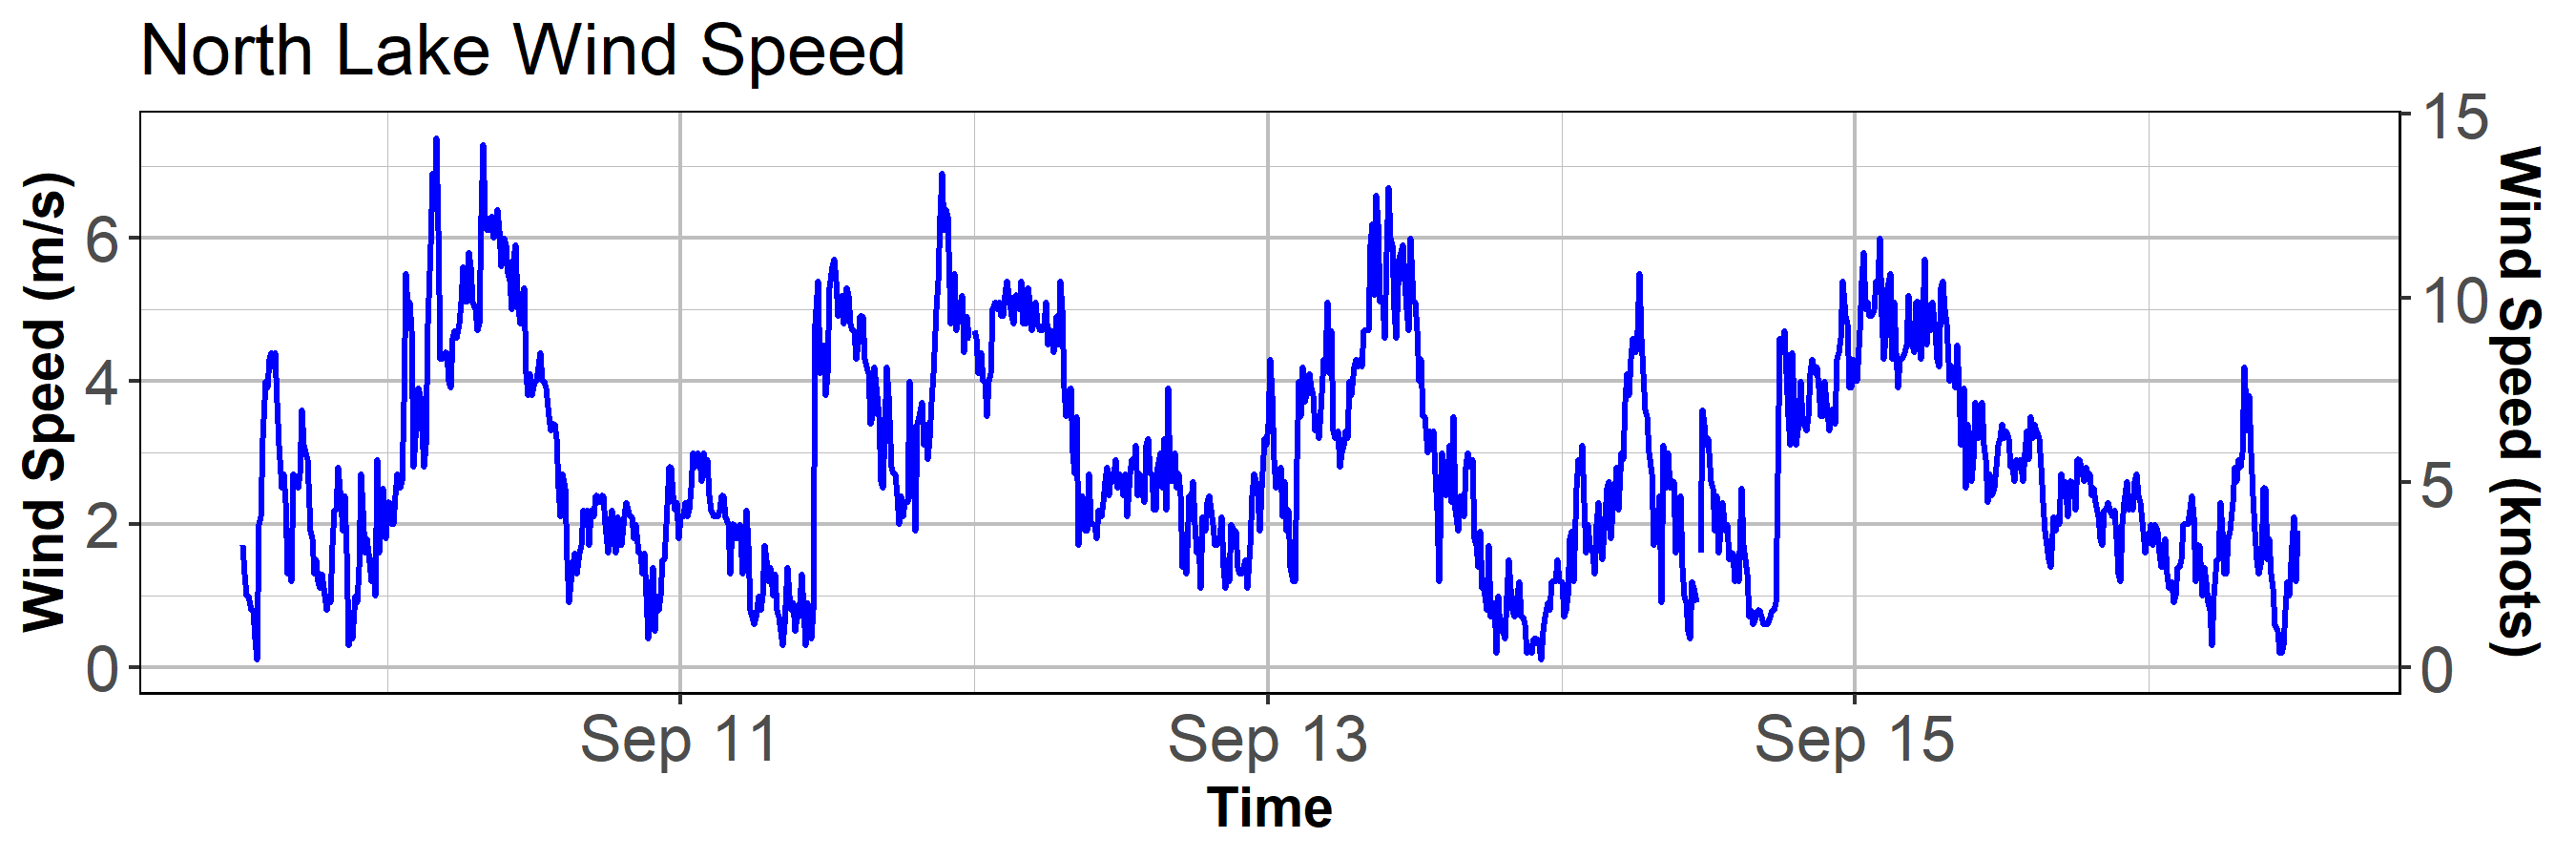 North Lake Wind Speed
Wind Speed (m/s)
6
4
2
0
15
10
5
0
Wind Speed (knots)
Sep 11
Sep 13
Sep 15
Time